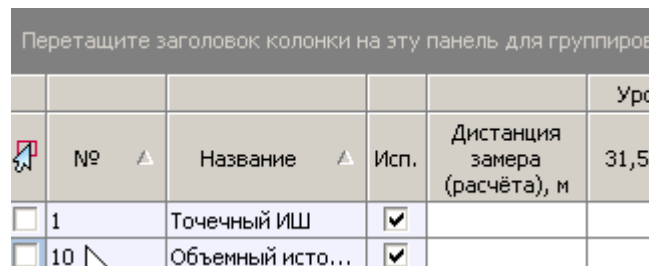 Перетащите заголовок колонки на эту панель для группиров
Уро
№ Название Исп. Дистанция замера (расчёта), м 31,5
1 Точечный ИШ
10 Объемный исто...